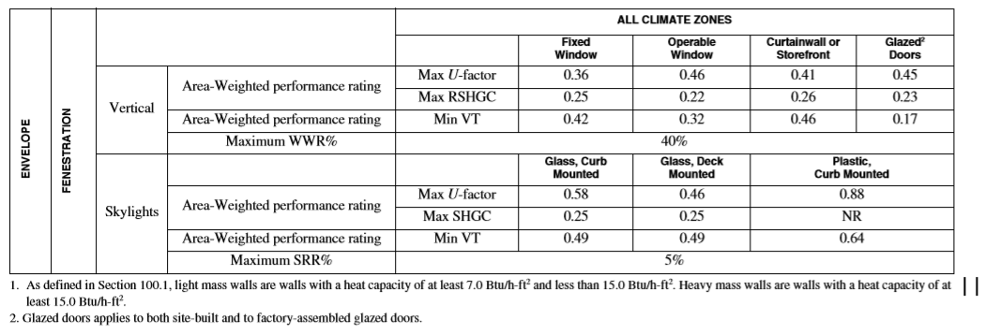 ALL CLIMATE ZONES
Fixed Window Operable Window Curtainwall or Storefront Glazed² Doors
ENVELOPE FENESTRATION Vertical Area-Weighted performance rating Max U-factor 0.36 0.46 0.41 0.45
Max RSHGC 0.25 0.22 0.26 0.23
Area-Weighted performance rating Min VT 0.42 0.32 0.46 0.17
Maximum WWR% 40%
Skylights Glass, Curb Mounted Glass, Deck Mounted Plastic, Curb Mounted
Area-Weighted performance rating Max U-factor 0.58 0.46 0.88
Max SHGC 0.25 0.25 NR
Area-Weighted performance rating Min VT 0.49 0.49 0.64
Maximum SRR% 5%
1. As defined in Section 100.1, light mass walls are walls with a heat capacity of at least 7.0 Btu/h-ft² and less than 15.0 Btu/h-ft². Heavy mass walls are walls with a heat capacity of at
least 15.0 Btu/h-ft².
2. Glazed doors applies to both site-built and to factory-assembled glazed doors.